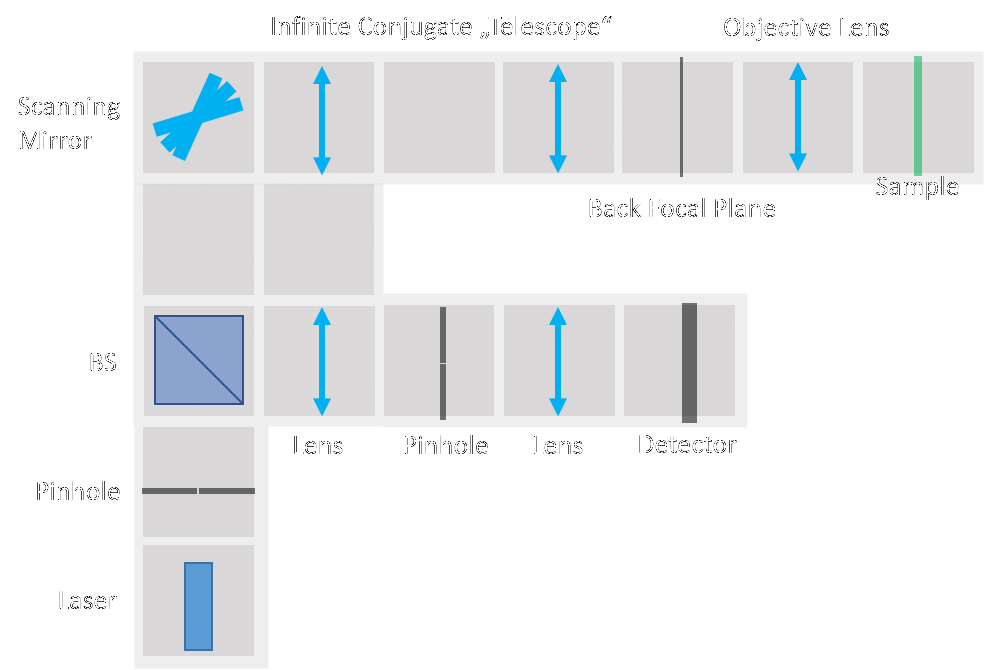 Infinite Conjugate „Telescope“
Objective Lens
Scanning
Mirror
Sample
Back Focal Plane
BS
Lens
Pinhole
Lens
Detector
Pinhole
Laser